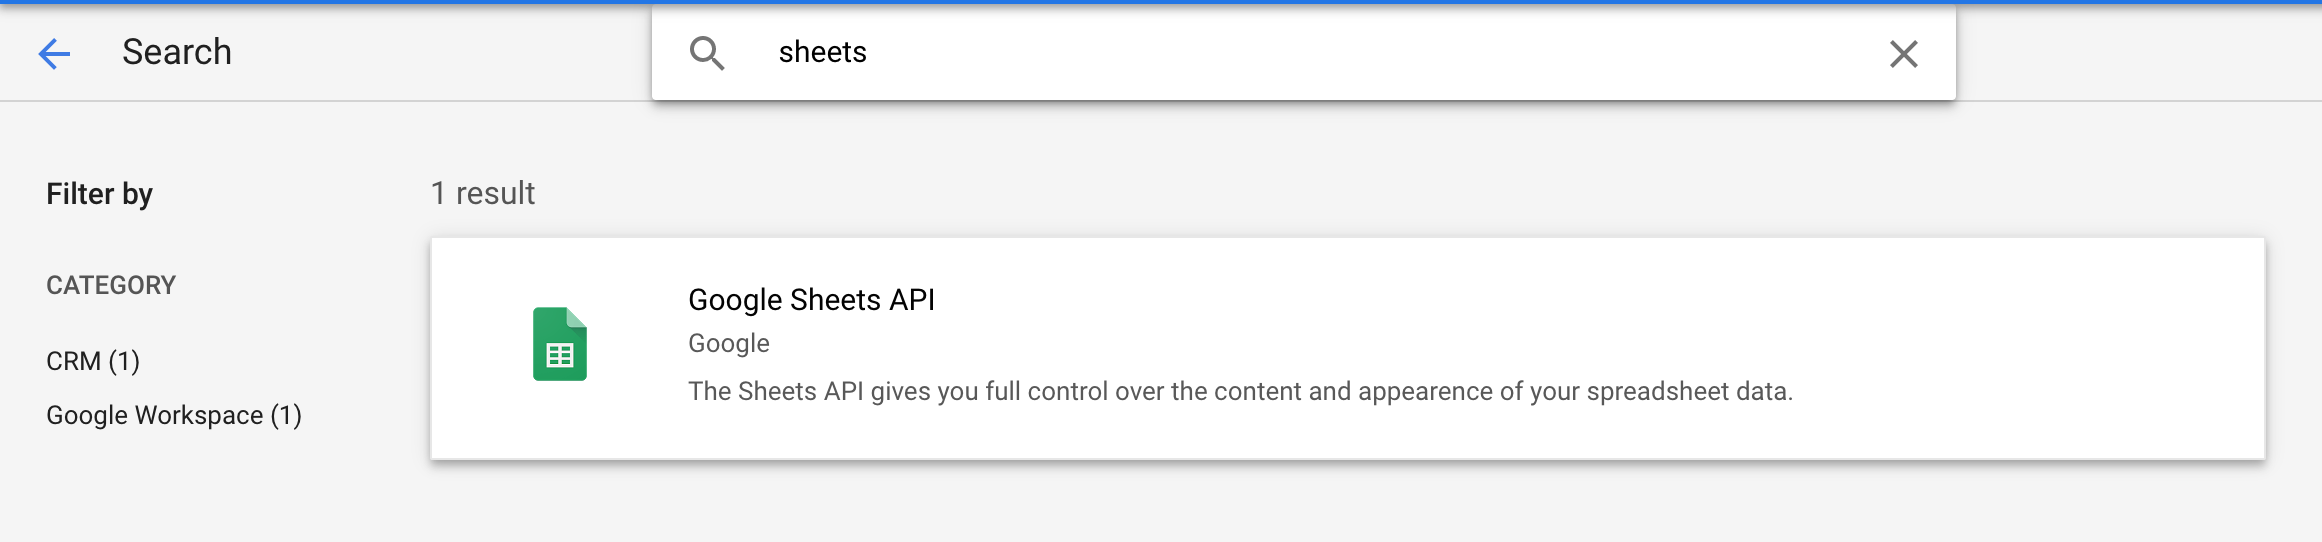 Search
sheets
Filter by
1 result
CATEGORY
CRM (1)
Google Workspace (1)
Google Sheets API
Google
The Sheets API gives you full control over the content and appearence of your spreadsheet data.